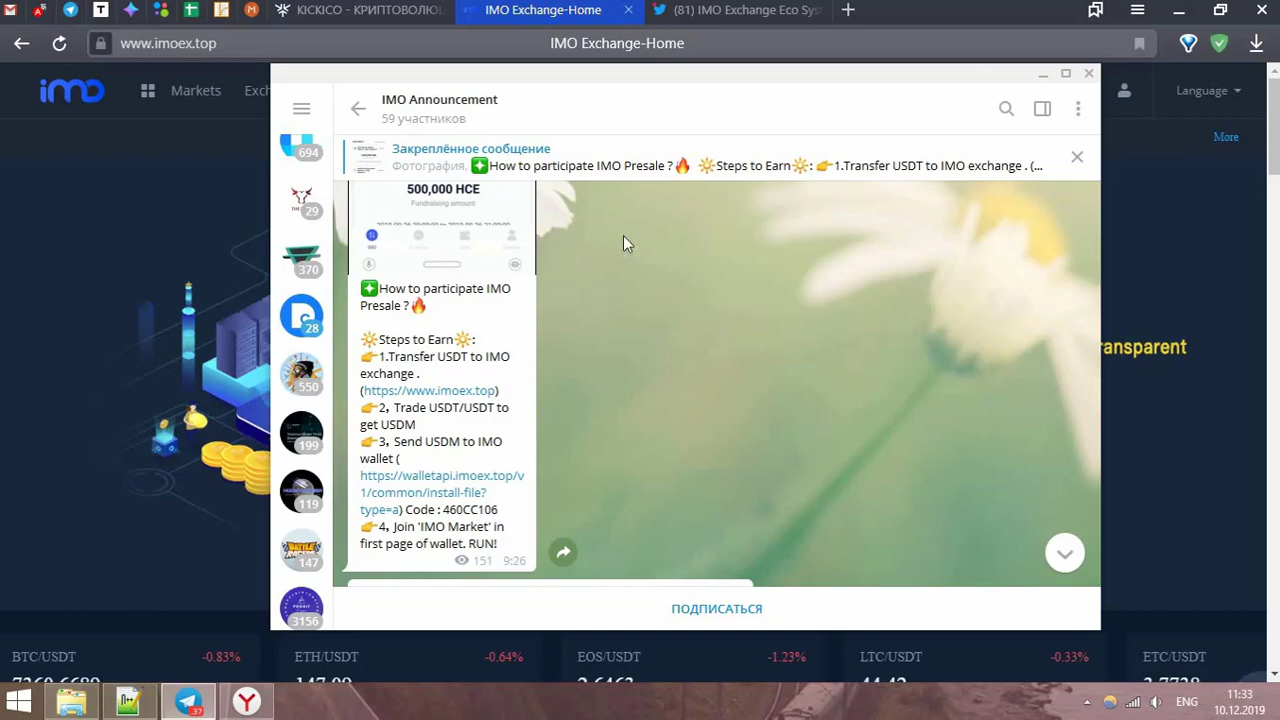 KICKICO - КРИПТОВОЛЮ
IMO Exchange-Home
(81) IMO Exchange Eco Sys
www.imoex.top
IMO Exchange-Home
imo
Markets
Exch
Language
More
IMO Announcement
59 участников
Закреплённое сообщение
Фотография. How to participate IMO Presale ? Steps to Earn: 1.Transfer USDT to IMO exchange . (...
694
29
370
28
550
199
119
147
3156
500,000 HCE
Fundraising amount
How to participate IMO
Presale ?
Steps to Earn:
1.Transfer USDT to IMO
exchange .
(https://www.imoex.top)
2, Trade USDT/USDT to
get USDM
3, Send USDM to IMO
wallet (
https://walletapi.imoex.top/v
1/common/install-file?
type=a) Code : 460CC106
4, Join 'IMO Market' in
first page of wallet. RUN!
151 9:26
ransparent
ПОДПИСАТЬСЯ
BTC/USDT -0.83%
ETH/USDT -0.64%
EOS/USDT -1.23%
LTC/USDT -0.33%
ETC/USDT
37
ENG
11:33
10.12.2019